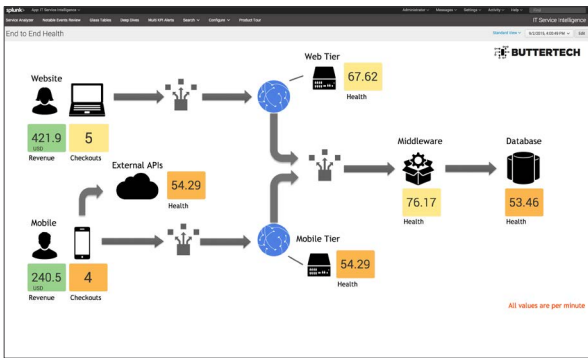 splunk> App: IT Service Intelligence
Administrator Messages Settings Activity Help Find
Service Analyzer Notable Events Review Glass Tables Deep Dives Multi KPI Alerts Search Configure Product Tour
IT Service Intelligence
End to End Health
Standard View
Edit
BUTTERTECH
Web Tier
67.62
Health
Website
421.9
USD
Revenue
5
Checkouts
External APIs
54.29
Health
Middleware
76.17
Health
Database
53.46
Health
Mobile
240.5
USD
Revenue
4
Checkouts
Mobile Tier
54.29
Health
All values are per minute